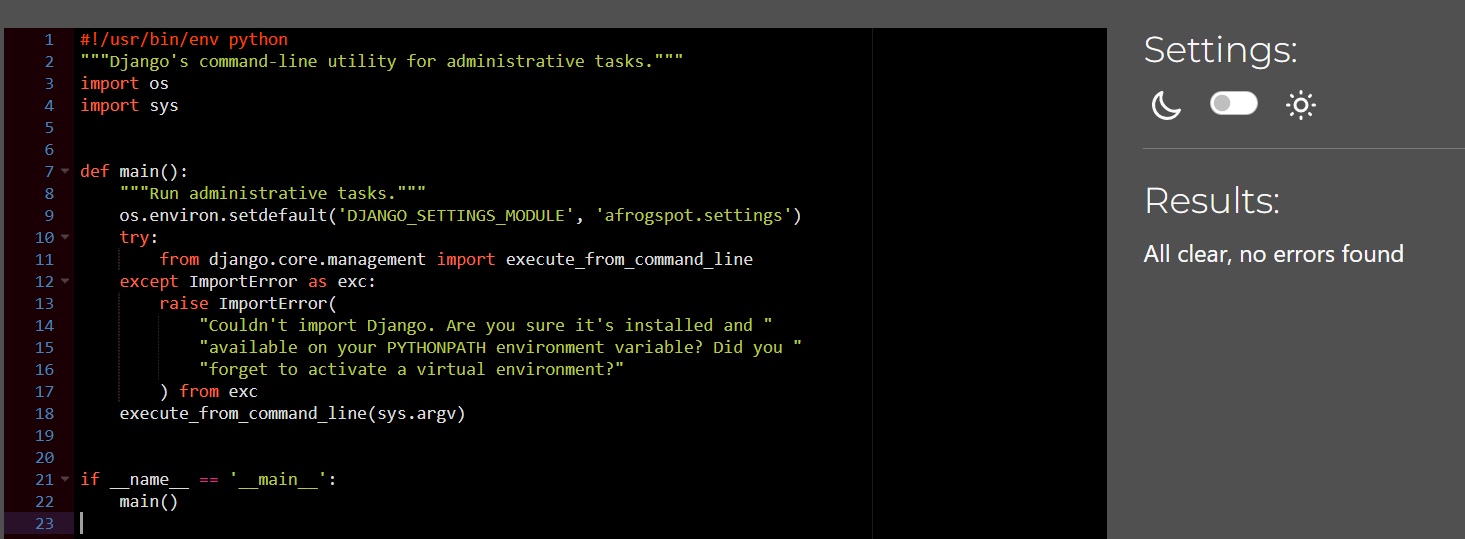 1 #!/usr/bin/env python
2 """Django's command-line utility for administrative tasks."""
3 import os
4 import sys
5
6
7 def main():
8     """Run administrative tasks."""
9     os.environ.setdefault('DJANGO_SETTINGS_MODULE', 'afrogspot.settings')
10     try:
11         from django.core.management import execute_from_command_line
12     except ImportError as exc:
13         raise ImportError(
14             "Couldn't import Django. Are you sure it's installed and "
15             "available on your PYTHONPATH environment variable? Did you "
16             "forget to activate a virtual environment?"
17         ) from exc
18     execute_from_command_line(sys.argv)
19
20
21 if __name__ == '__main__':
22     main()
23
Settings:
Results:
All clear, no errors found